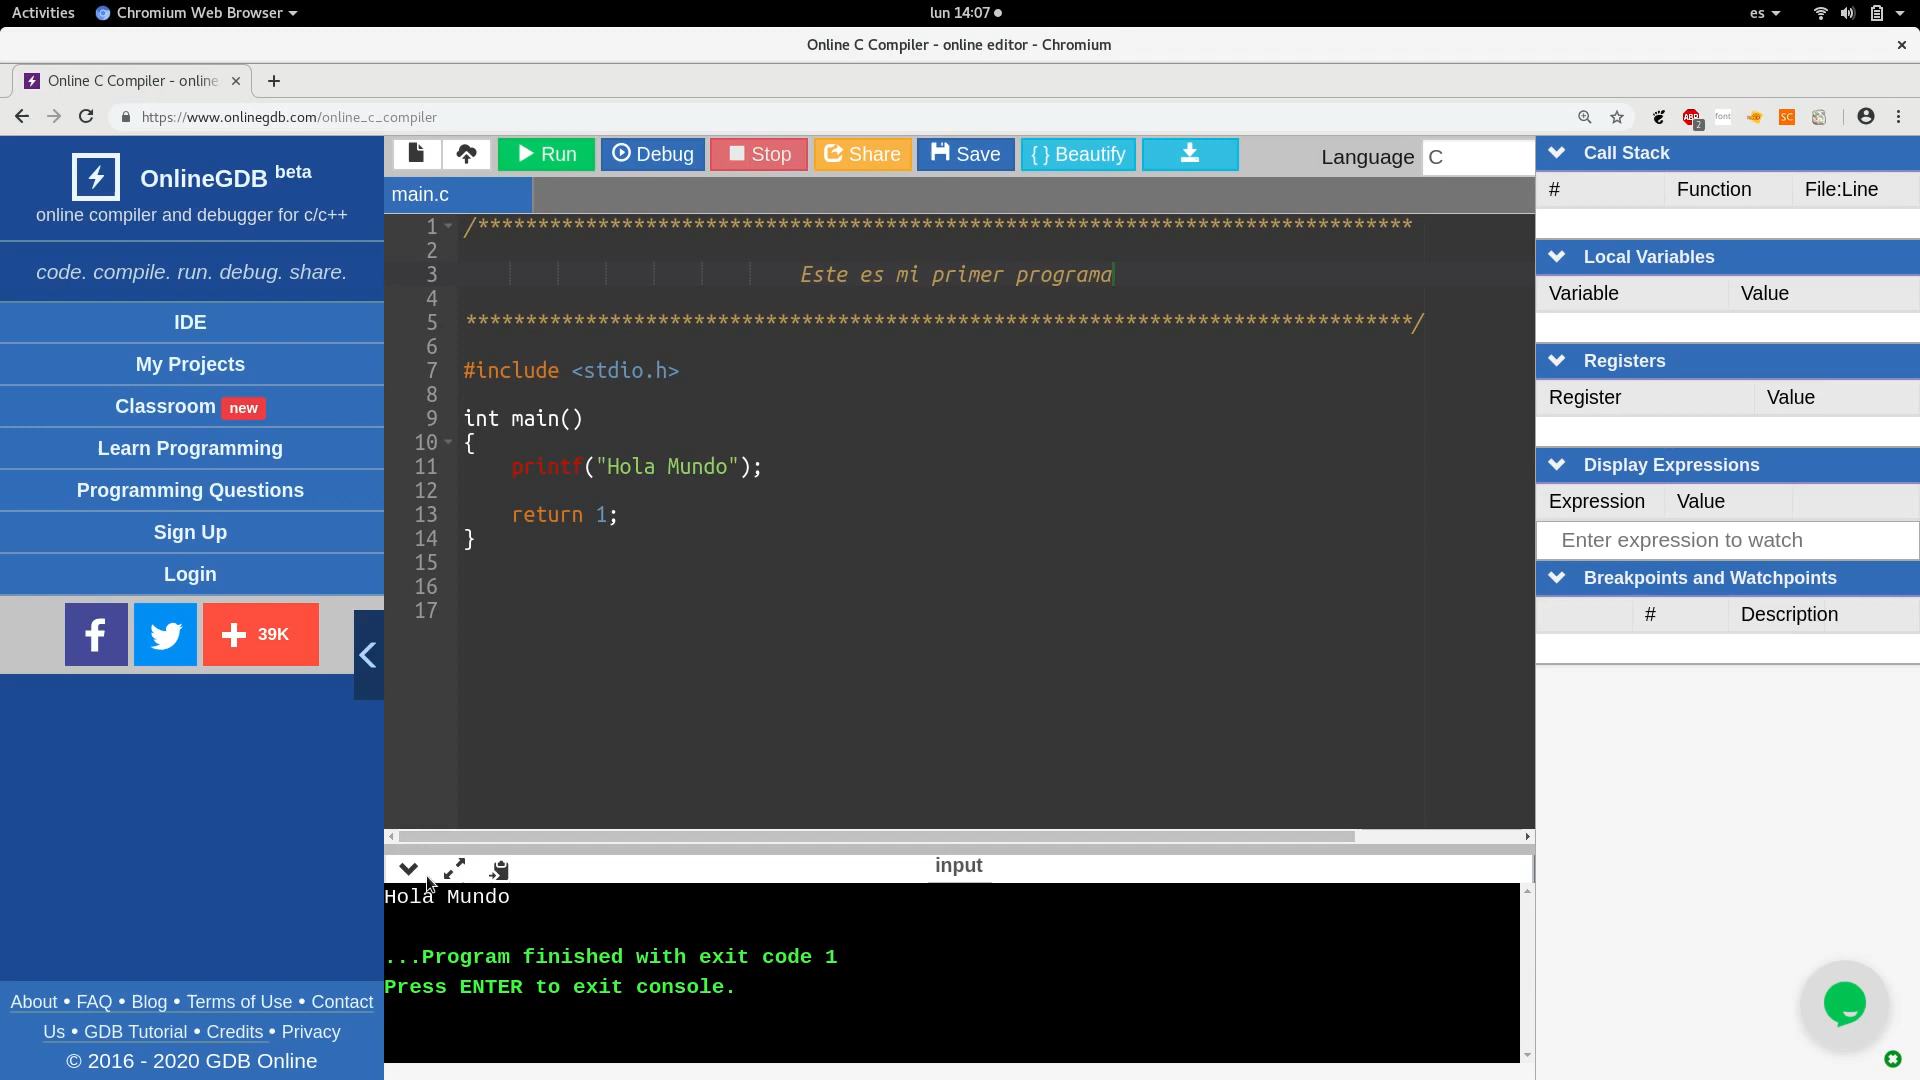 Activities Chromium Web Browser lun 14:07 es
Online C Compiler - online editor - Chromium
Online C Compiler - online
https://www.onlinegdb.com/online_c_compiler
2 font SC
OnlineGDB beta
online compiler and debugger for c/c++
code. compile. run. debug. share.
IDE
My Projects
Classroom new
Learn Programming
Programming Questions
Sign Up
Login
39K
About • FAQ • Blog • Terms of Use • Contact
Us • GDB Tutorial • Credits • Privacy
© 2016 - 2020 GDB Online
Run Debug Stop Share Save { } Beautify Language C
main.c
1 /******************************************************************************
2
3 Este es mi primer programa
4
5 *******************************************************************************/
6
7 #include <stdio.h>
8
9 int main()
10 {
11 printf("Hola Mundo");
12
13 return 1;
14 }
15
16
17
input
Hola Mundo
...Program finished with exit code 1
Press ENTER to exit console.
Call Stack
# Function File:Line
Local Variables
Variable Value
Registers
Register Value
Display Expressions
Expression Value
Enter expression to watch
Breakpoints and Watchpoints
# Description